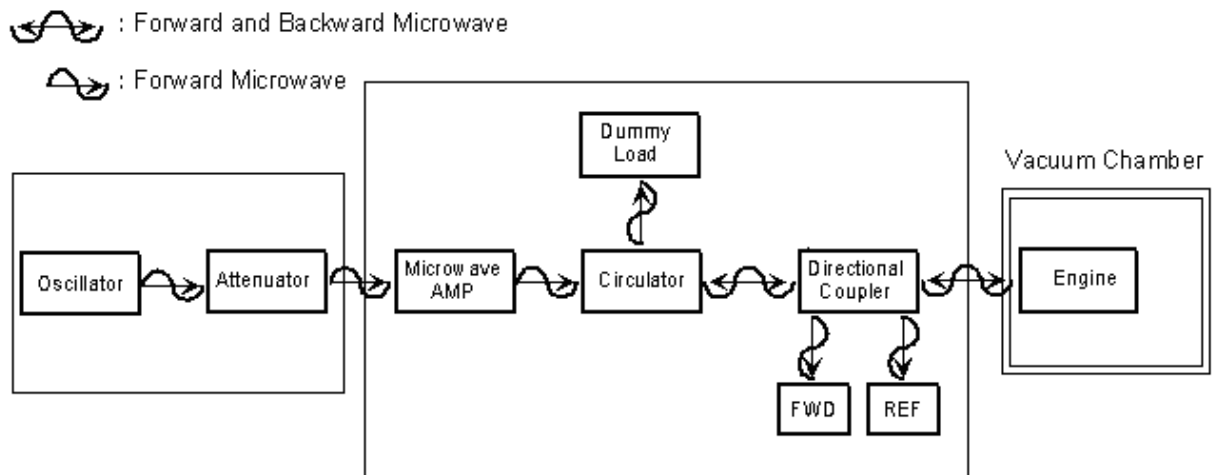 : Forward and Backward Microwave
: Forward Microwave
Dummy
Load
Vacuum Chamber
Oscillator
Attenuator
Microwave
AMP
Circulator
Directional
Coupler
Engine
FWD
REF